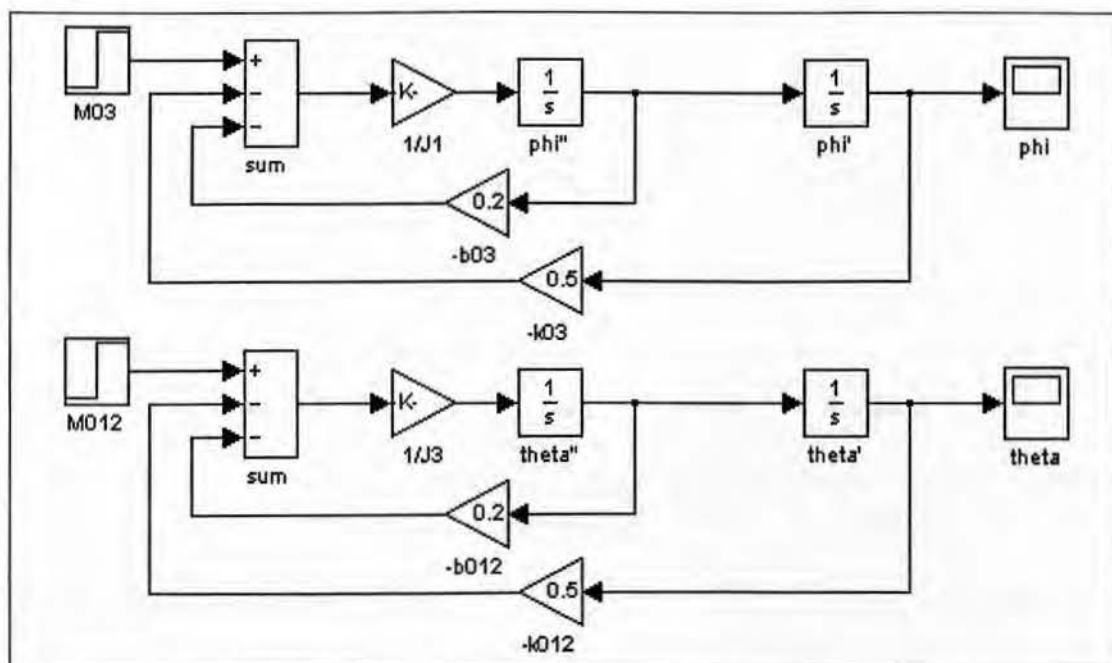 M03
+
−
−
sum
K-
1/J1
1
s
phi"
1
s
phi'
phi
0.2
-b03
0.5
-k03
M012
+
−
−
sum
K-
1/J3
1
s
theta"
1
s
theta'
theta
0.2
-b012
0.5
-k012